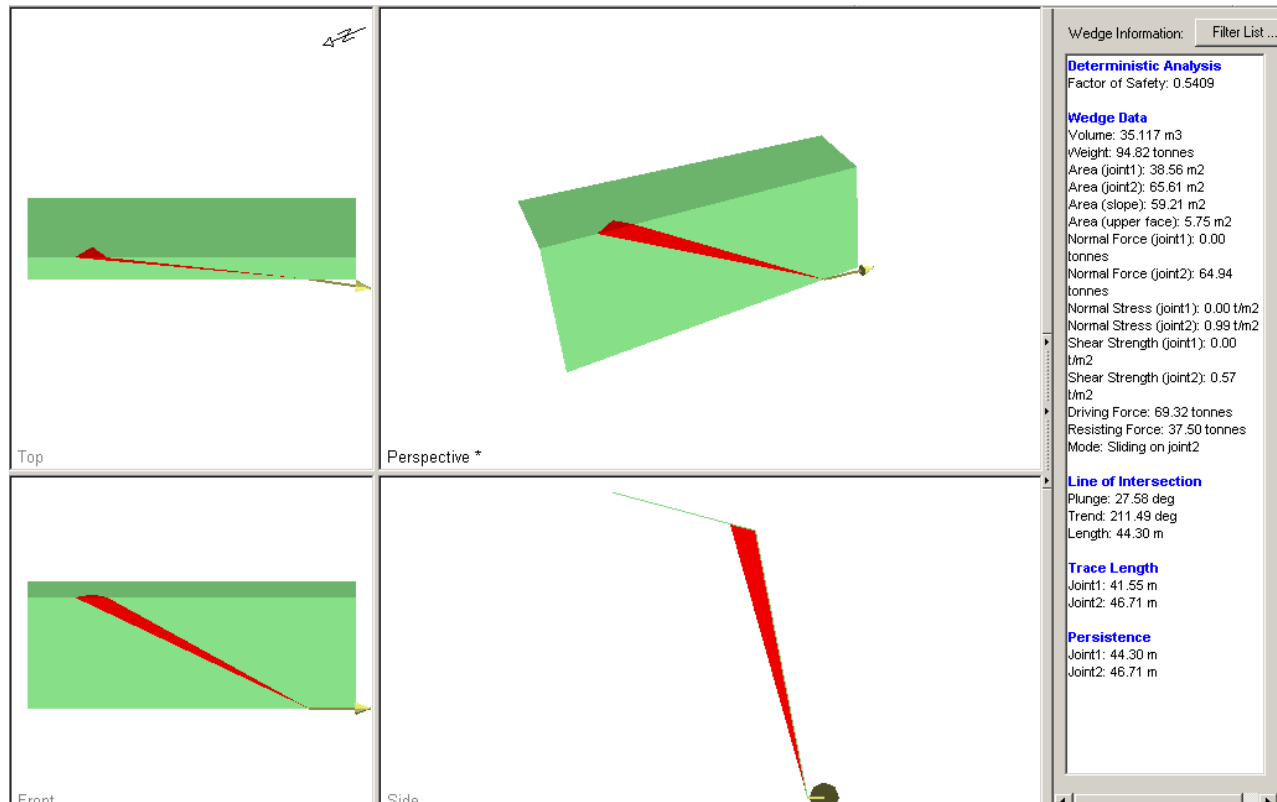 Top
Perspective *
Front
Side
Wedge Information:
Filter List ...
Deterministic Analysis
Factor of Safety: 0.5409
Wedge Data
Volume: 35.117 m3
Weight: 94.82 tonnes
Area (joint1): 38.56 m2
Area (joint2): 65.61 m2
Area (slope): 59.21 m2
Area (upper face): 5.75 m2
Normal Force (joint1): 0.00
tonnes
Normal Force (joint2): 64.94
tonnes
Normal Stress (joint1): 0.00 t/m2
Normal Stress (joint2): 0.99 t/m2
Shear Strength (joint1): 0.00
t/m2
Shear Strength (joint2): 0.57
t/m2
Driving Force: 69.32 tonnes
Resisting Force: 37.50 tonnes
Mode: Sliding on joint2
Line of Intersection
Plunge: 27.58 deg
Trend: 211.49 deg
Length: 44.30 m
Trace Length
Joint1: 41.55 m
Joint2: 46.71 m
Persistence
Joint1: 44.30 m
Joint2: 46.71 m